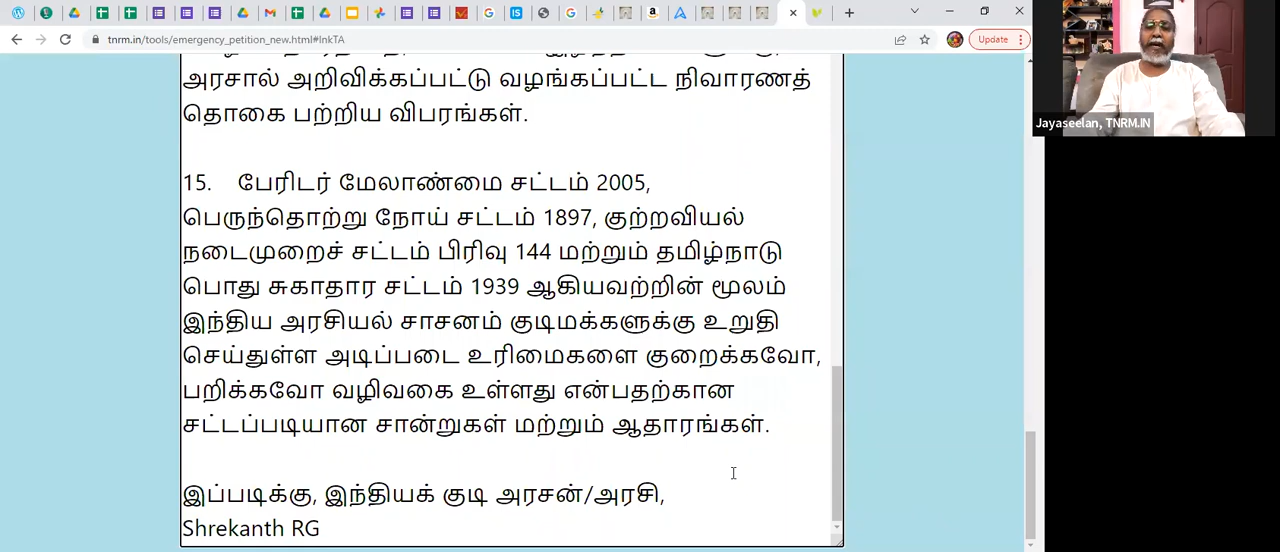 tnrm.in/tools/emergency_petition_new.html#InkTA
Update
Jayaseelan, TNRM.IN
அரசால் அறிவிக்கப்பட்டு வழங்கப்பட்ட நிவாரணத்
தொகை பற்றிய விபரங்கள்.
15. பேரிடர் மேலாண்மை சட்டம் 2005,
பெருந்தொற்று நோய் சட்டம் 1897, குற்றவியல்
நடைமுறைச் சட்டம் பிரிவு 144 மற்றும் தமிழ்நாடு
பொது சுகாதார சட்டம் 1939 ஆகியவற்றின் மூலம்
இந்திய அரசியல் சாசனம் குடிமக்களுக்கு உறுதி
செய்துள்ள அடிப்படை உரிமைகளை குறைக்கவோ,
பறிக்கவோ வழிவகை உள்ளது என்பதற்கான
சட்டப்படியான சான்றுகள் மற்றும் ஆதாரங்கள்.
இப்படிக்கு, இந்தியக் குடி அரசன்/அரசி,
Shrekanth RG